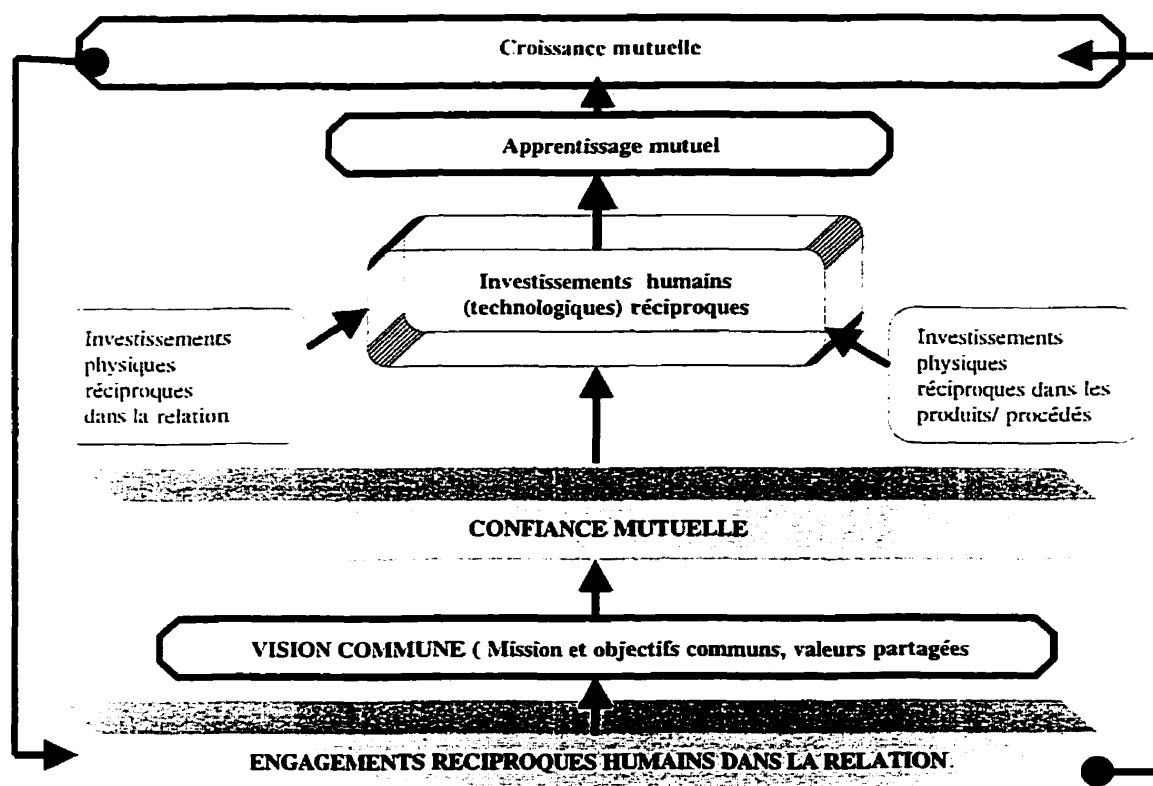 Croissance mutuelle
Apprentissage mutuel
Investissements humains
(technologiques) réciproques
Investissements
physiques
réciproques
dans la relation
Investissements
physiques
réciproques dans les
produits/ procédés
CONFIANCE MUTUELLE
VISION COMMUNE ( Mission et objectifs communs, valeurs partagées
ENGAGEMENTS RECIPROQUES HUMAINS DANS LA RELATION.